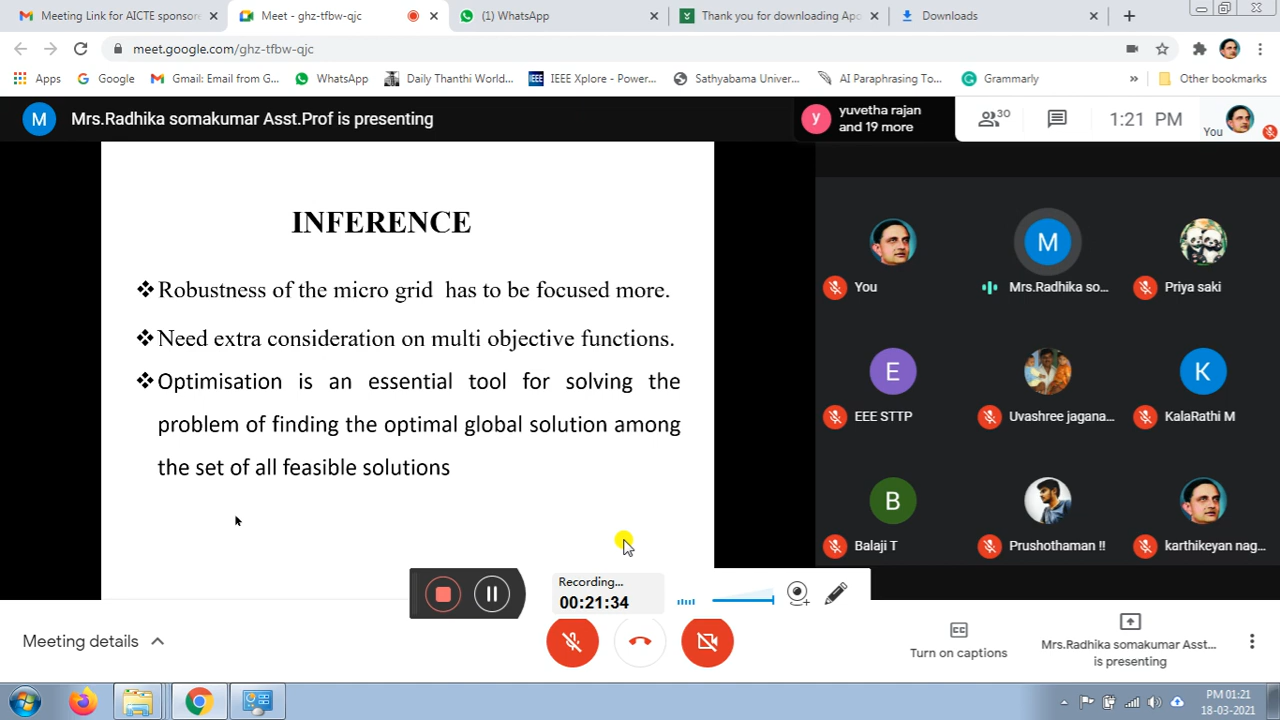 Meeting Link for AICTE sponsore
Meet - ghz-tfbw-qjc
(1) WhatsApp
Thank you for downloading Apo
Downloads
meet.google.com/ghz-tfbw-qjc
Apps
Google
Gmail: Email from G...
WhatsApp
Daily Thanthi World...
IEEE Xplore - Power...
Sathyabama Univer...
AI Paraphrasing To...
Grammarly
»
Other bookmarks
M
Mrs.Radhika somakumar Asst.Prof is presenting
y
yuvetha rajan
and 19 more
30
1:21 PM
You
INFERENCE
❖Robustness of the micro grid has to be focused more.
❖Need extra consideration on multi objective functions.
❖Optimisation is an essential tool for solving the
problem of finding the optimal global solution among
the set of all feasible solutions
You
M
Mrs.Radhika so...
Priya saki
E
EEE STTP
Uvashree jagana...
K
KalaRathi M
B
Balaji T
Prushothaman !!
karthikeyan nag...
Recording...
00:21:34
Meeting details
Turn on captions
Mrs.Radhika somakumar Asst...
is presenting
PM 01:21
18-03-2021